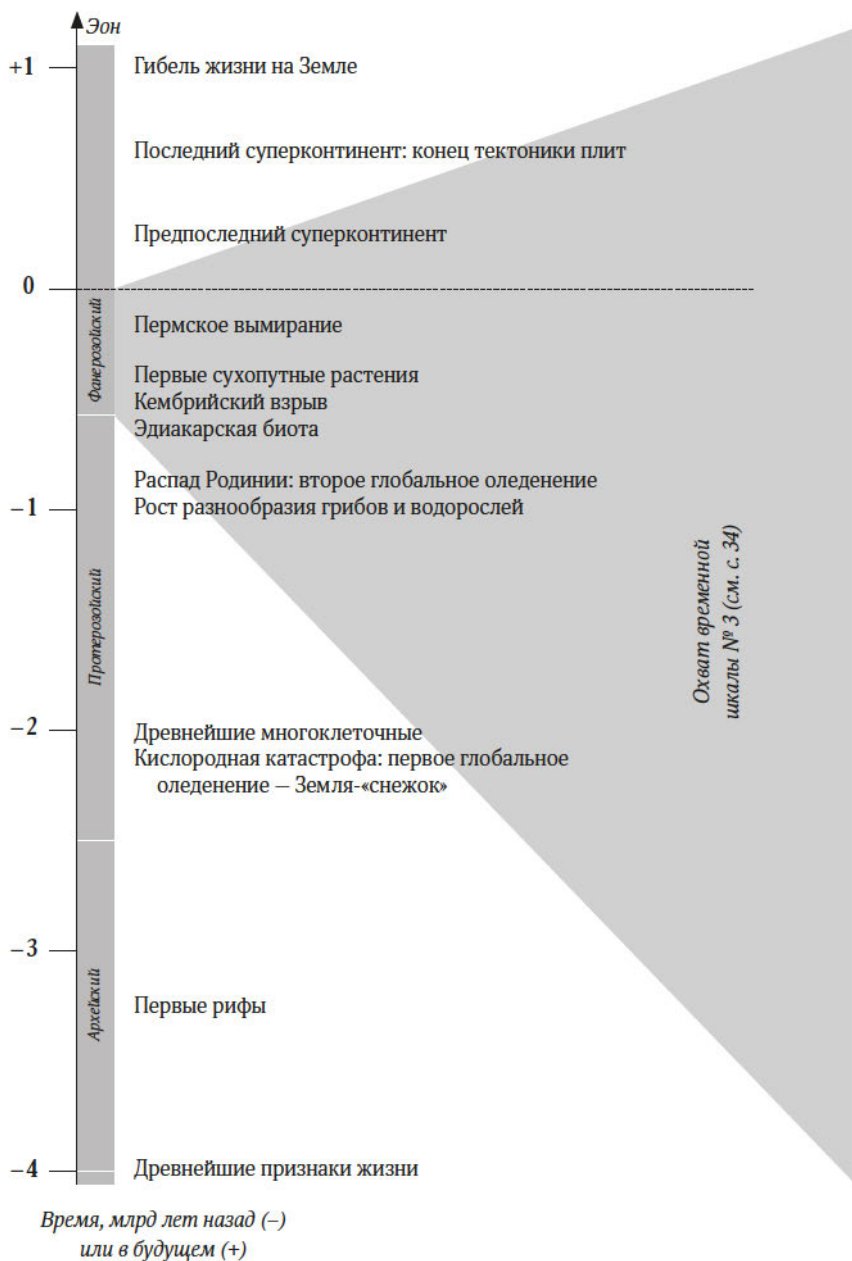 Эон
+1
Гибель жизни на Земле
Последний суперконтинент: конец тектоники плит
Предпоследний суперконтинент
0
Фанерозойский
Пермское вымирание
Первые сухопутные растения
Кембрийский взрыв
Эдиакарская биота
Распад Родинии: второе глобальное оледенение
–1
Рост разнообразия грибов и водорослей
Охват временной
шкалы № 3 (см. с. 34)
Протерозойский
–2
Древнейшие многоклеточные
Кислородная катастрофа: первое глобальное
оледенение — Земля-«снежок»
–3
Архейский
Первые рифы
–4
Древнейшие признаки жизни
Время, млрд лет назад (–)
или в будущем (+)